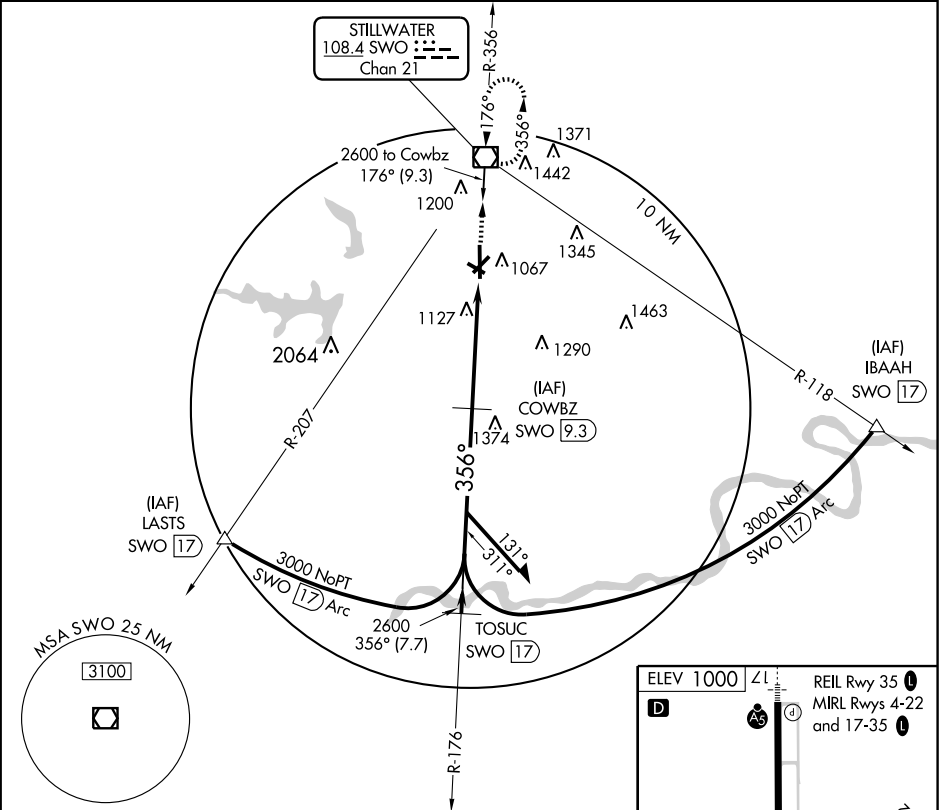 STILLWATER
108.4 SWO
Chan 21
R-356
176°
356°
1371
1442
2600 to Cowbz
176° (9.3)
1200
10 NM
1345
1067
1127
1463
1290
2064
(IAF)
IBAAH
SWO 17
R-118
R-207
(IAF)
COWBZ
SWO 9.3
1374
356°
(IAF)
LASTS
SWO 17
3000 NoPT
SWO 17 Arc
131°
311°
3000 NoPT
SWO 17 Arc
2600
356° (7.7)
TOSUC
SWO 17
MSA SWO 25 NM
3100
R-176
ELEV 1000
D
17
A5
P
REIL Rwy 35 L
MIRL Rwys 4-22
and 17-35 L